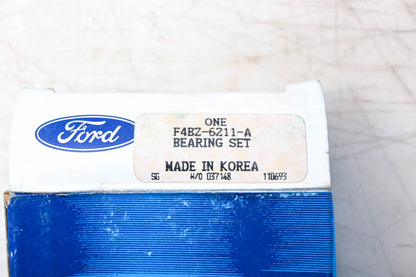 ONE
Ford F4BZ-6211-A
BEARING SET
MADE IN KOREA
SG H/O 037148 110693